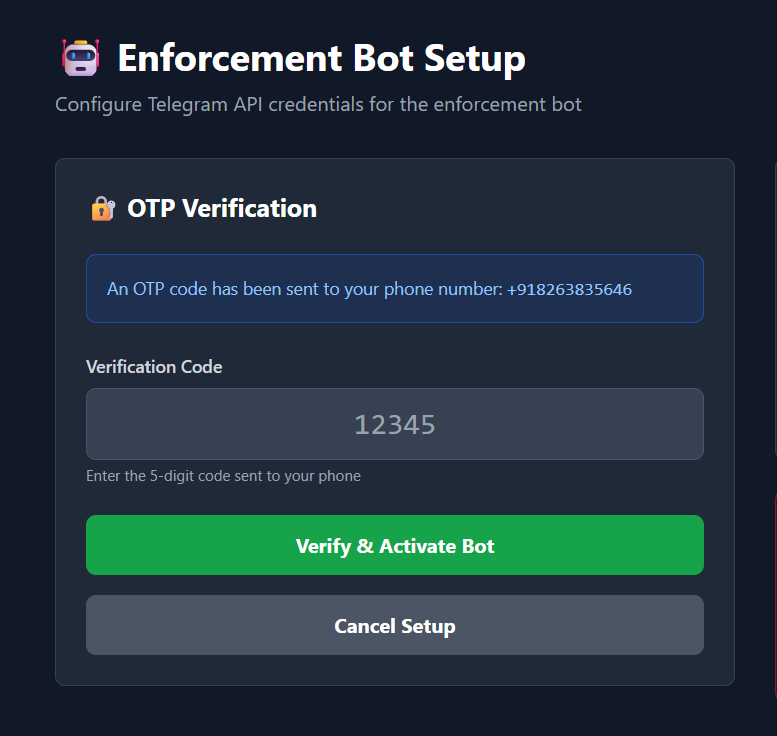 Enforcement Bot Setup
Configure Telegram API credentials for the enforcement bot
OTP Verification
An OTP code has been sent to your phone number: +918263835646
Verification Code
12345
Enter the 5-digit code sent to your phone
Verify & Activate Bot
Cancel Setup